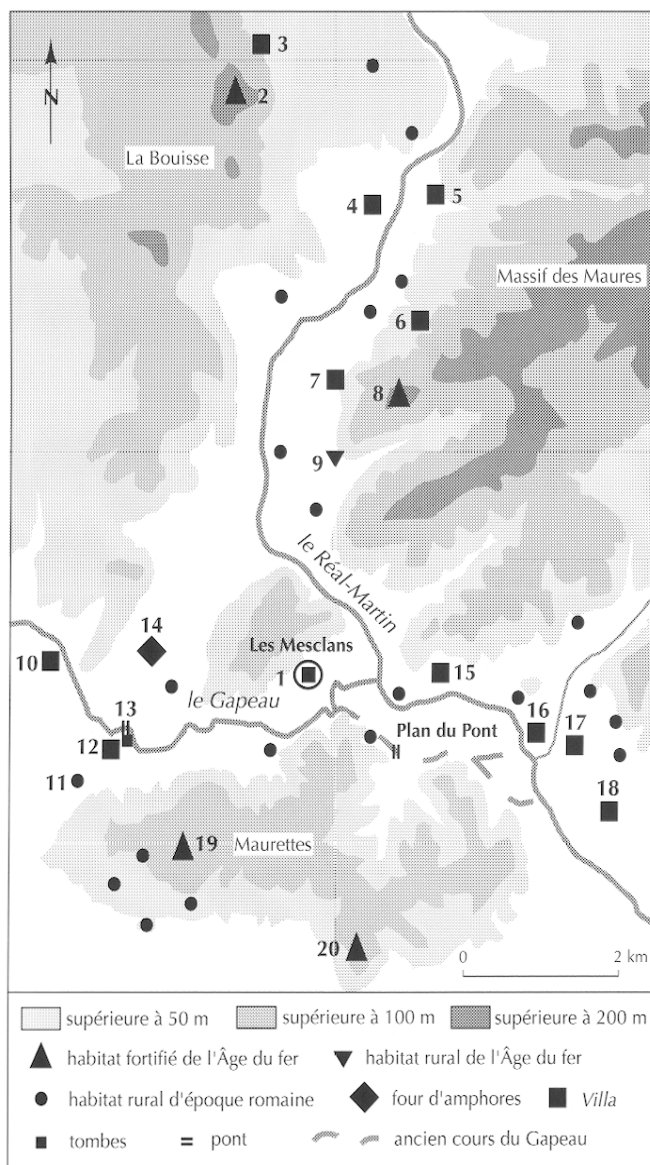 3
N
2
La Bouisse
4
5
Massif des Maures
6
7
8
9
le Réal-Martin
14
Les Mesclans
10
1
15
13
le Gapeau
12
Plan du Pont
16
17
11
18
19
Maurettes
20
0 2 km
supérieure à 50 m supérieure à 100 m supérieure à 200 m
habitat fortifié de l'Âge du fer habitat rural de l'Âge du fer
habitat rural d'époque romaine four d'amphores Villa
tombes pont ancien cours du Gapeau